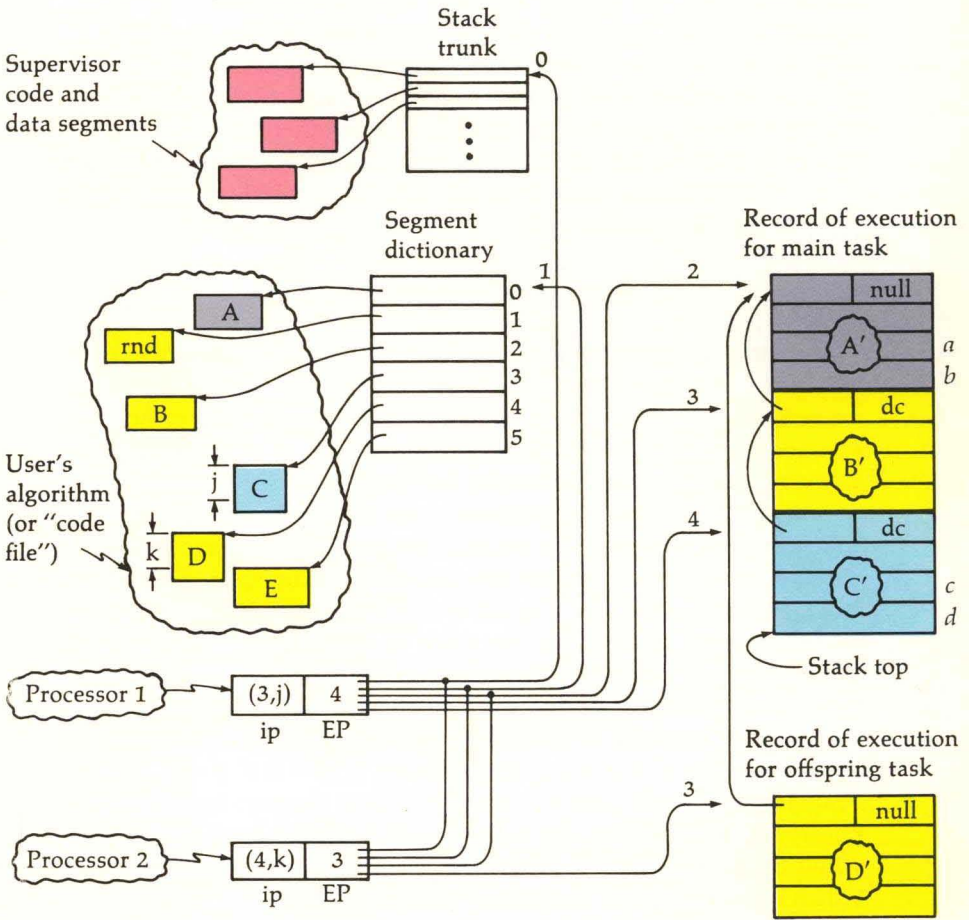 Stack
trunk
0
Supervisor
code and
data segments
Segment
dictionary
1
0
1
2
3
4
5
A
rnd
B
C
j
D
k
E
User's
algorithm
(or "code
file")
2
3
4
Record of execution
for main task
null
A'
a
b
dc
B'
dc
C'
c
d
Stack top
Processor 1
(3,j)
4
ip
EP
Record of execution
for offspring task
3
null
D'
Processor 2
(4,k)
3
ip
EP